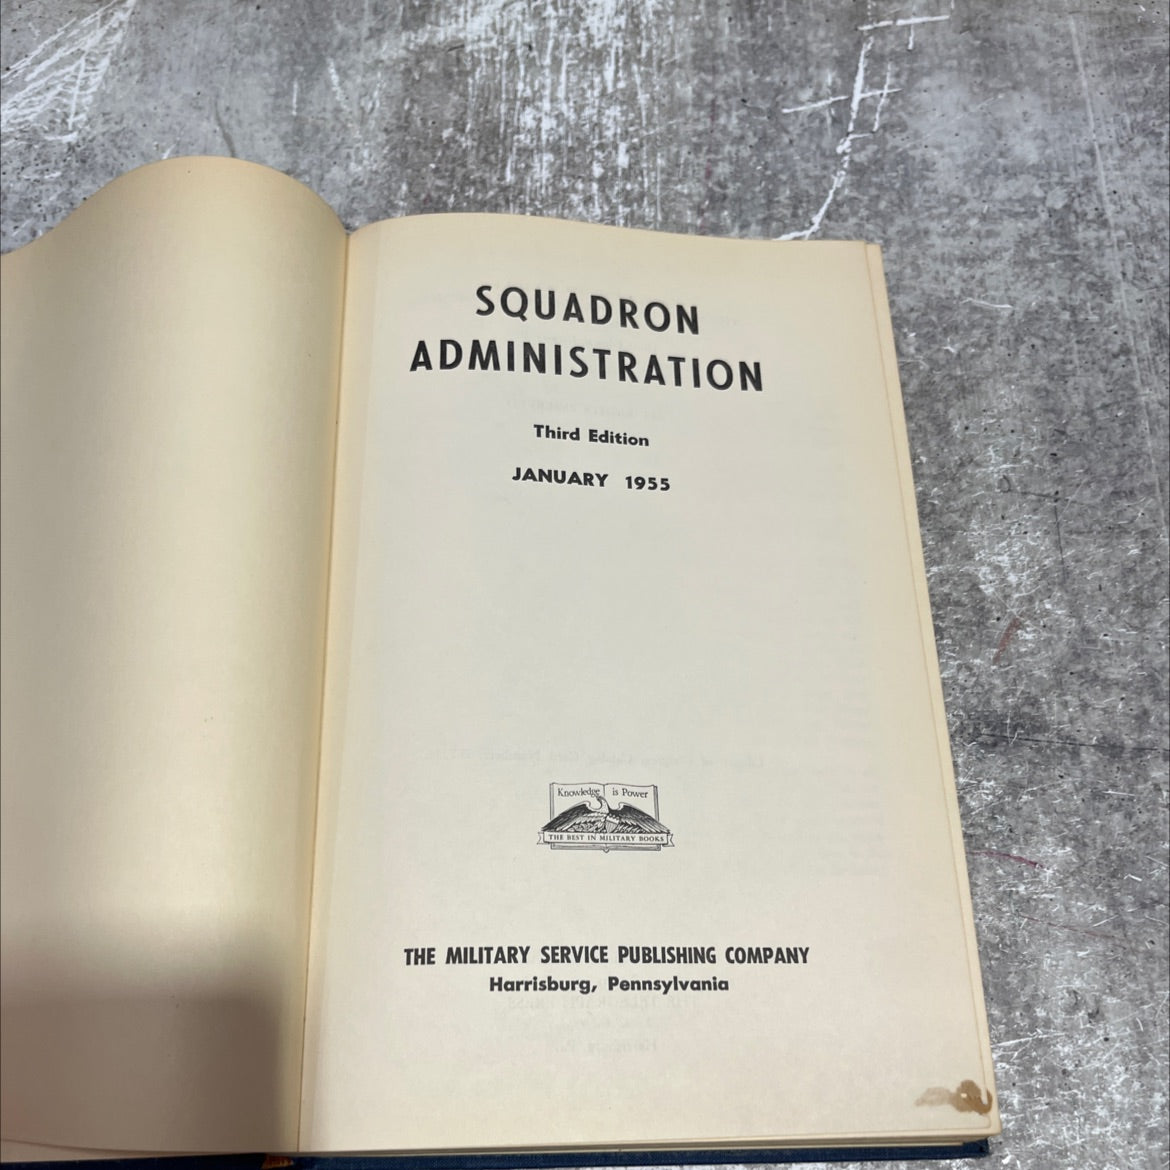 SQUADRON
ADMINISTRATION
Third Edition
JANUARY 1955
Knowledge is Power
THE BEST IN MILITARY BOOKS
THE MILITARY SERVICE PUBLISHING COMPANY
Harrisburg, Pennsylvania